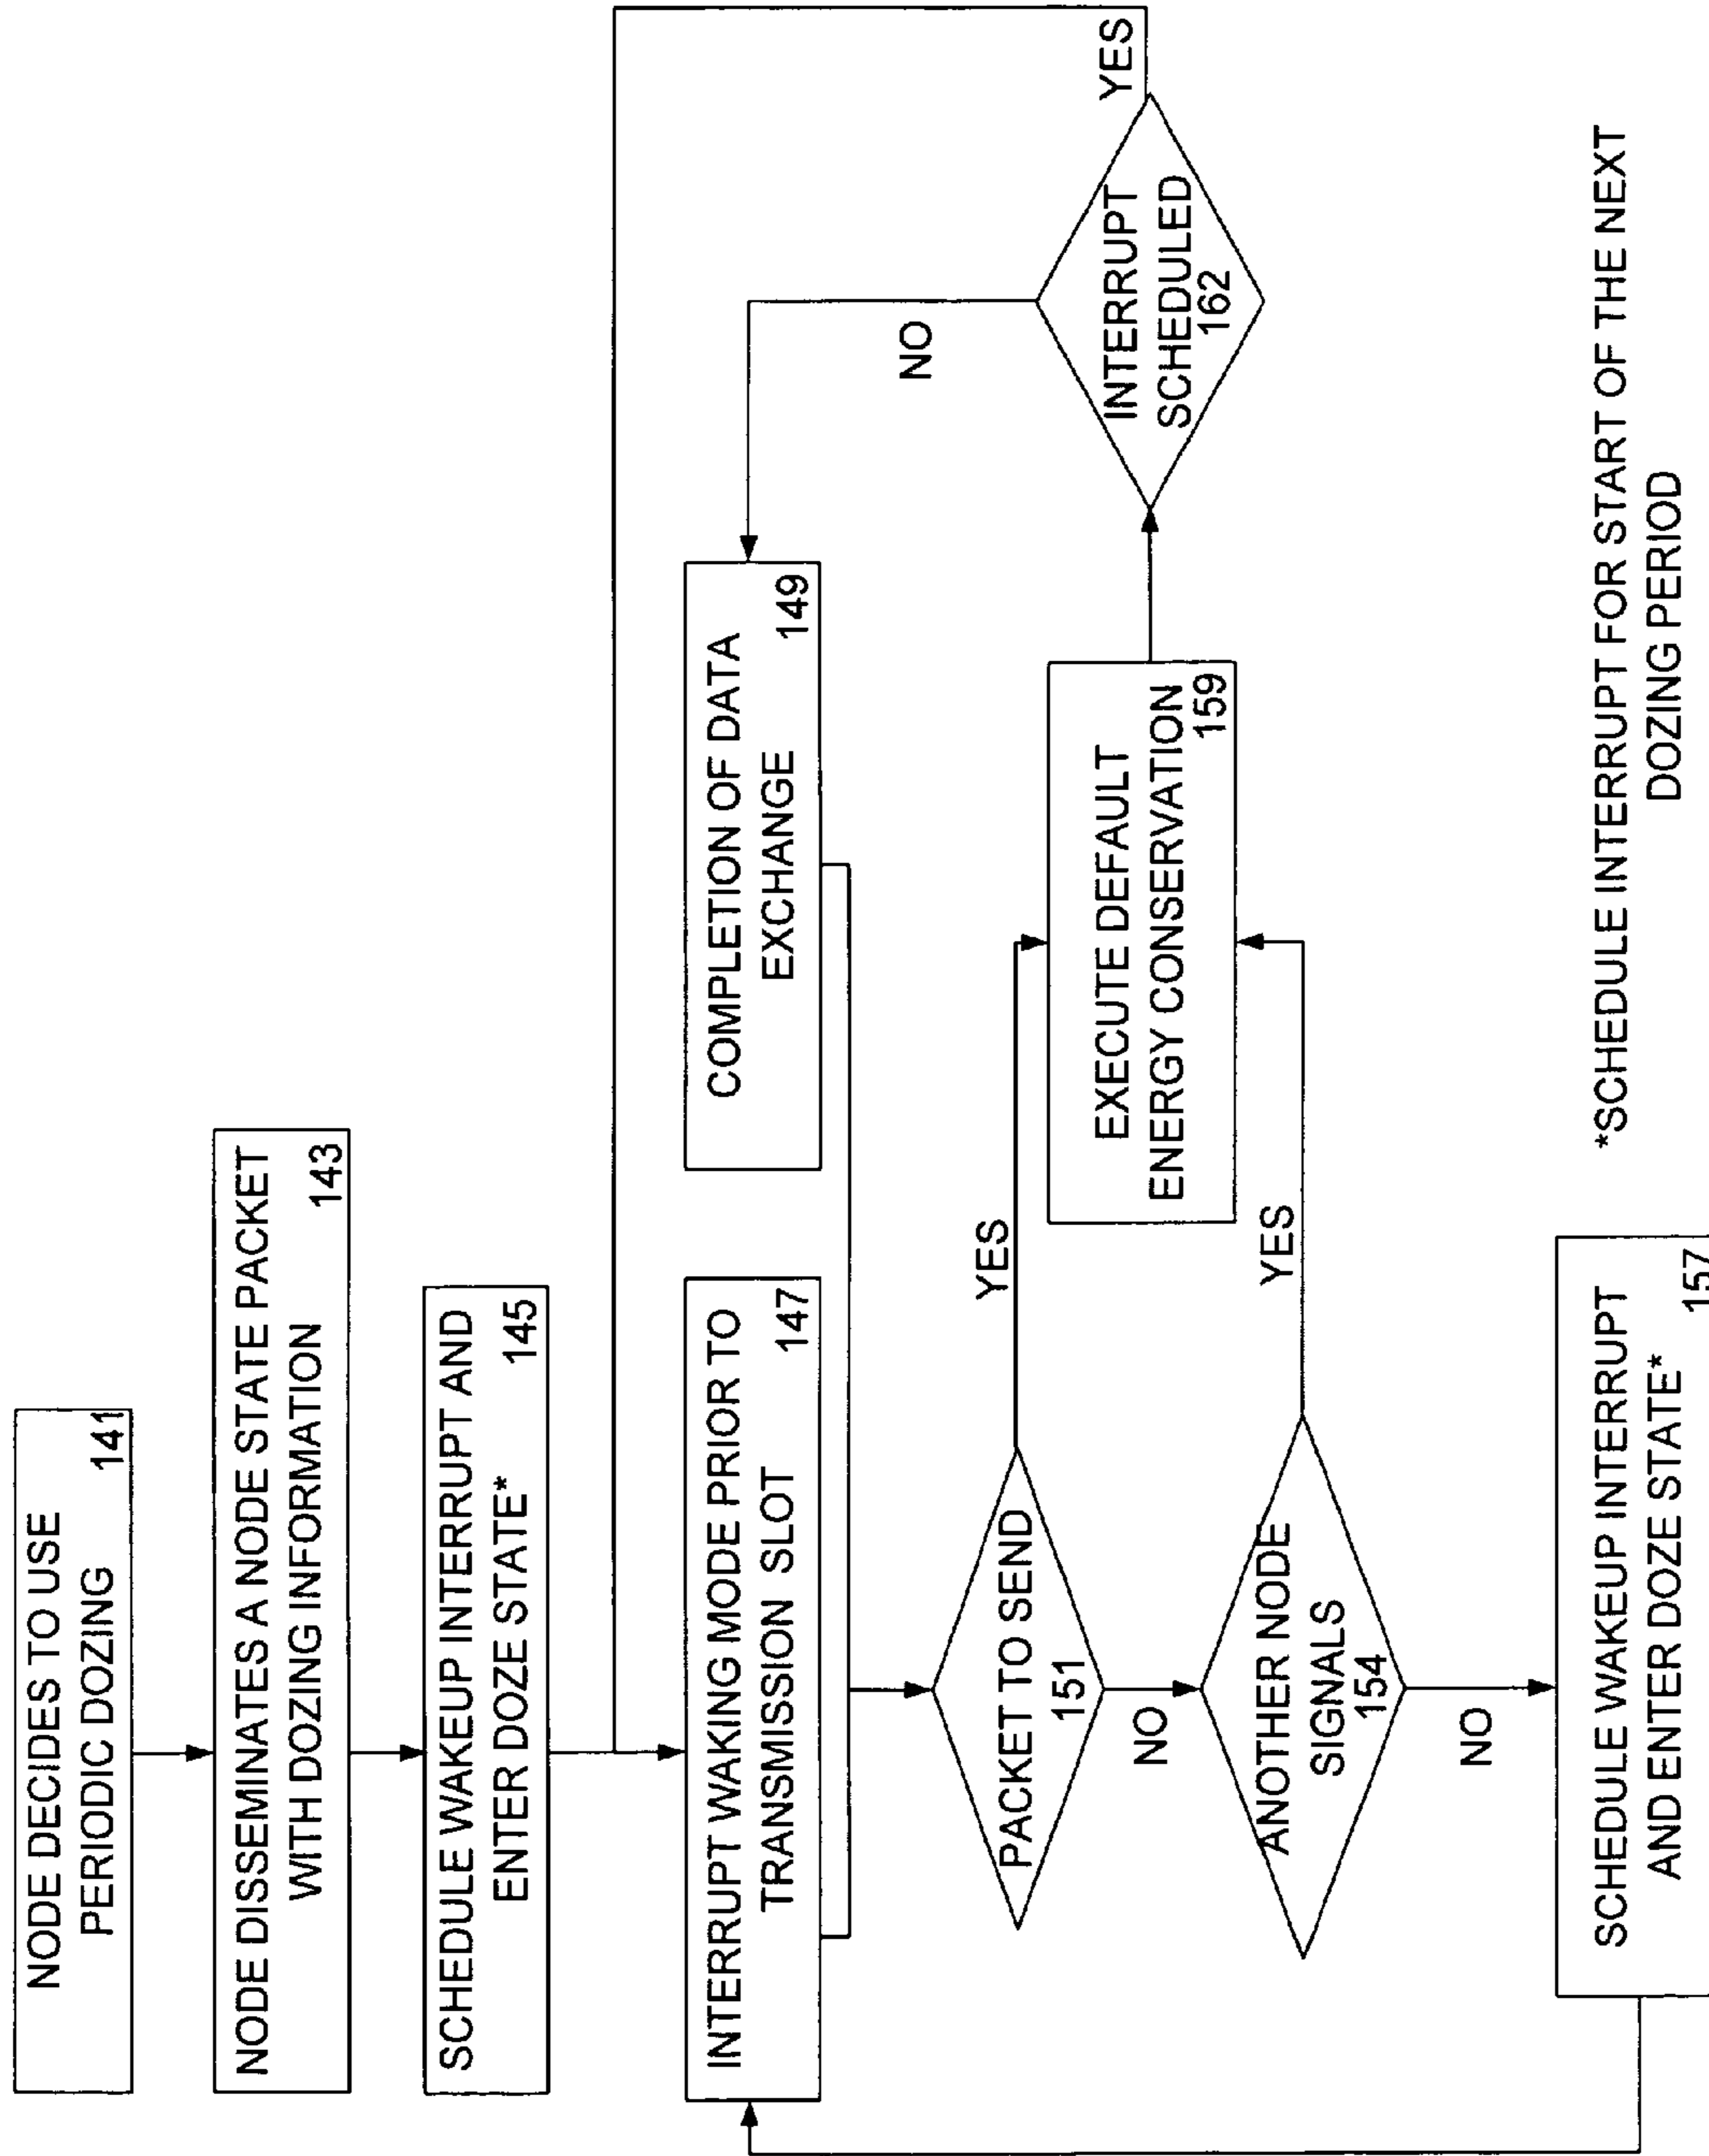 NODE DECIDES TO USE
PERIODIC DOZING 141
NODE DISSEMINATES A NODE STATE PACKET
WITH DOZING INFORMATION 143
SCHEDULE WAKEUP INTERRUPT AND
ENTER DOZE STATE* 145
INTERRUPT WAKING MODE PRIOR TO
TRANSMISSION SLOT 147
COMPLETION OF DATA
EXCHANGE 149
PACKET TO SEND
151
YES
NO
ANOTHER NODE
SIGNALS
154
YES
NO
EXECUTE DEFAULT
ENERGY CONSERVATION
159
INTERRUPT
SCHEDULED
162
NO
YES
SCHEDULE WAKEUP INTERRUPT
AND ENTER DOZE STATE*
157
*SCHEDULE INTERRUPT FOR START OF THE NEXT
DOZING PERIOD